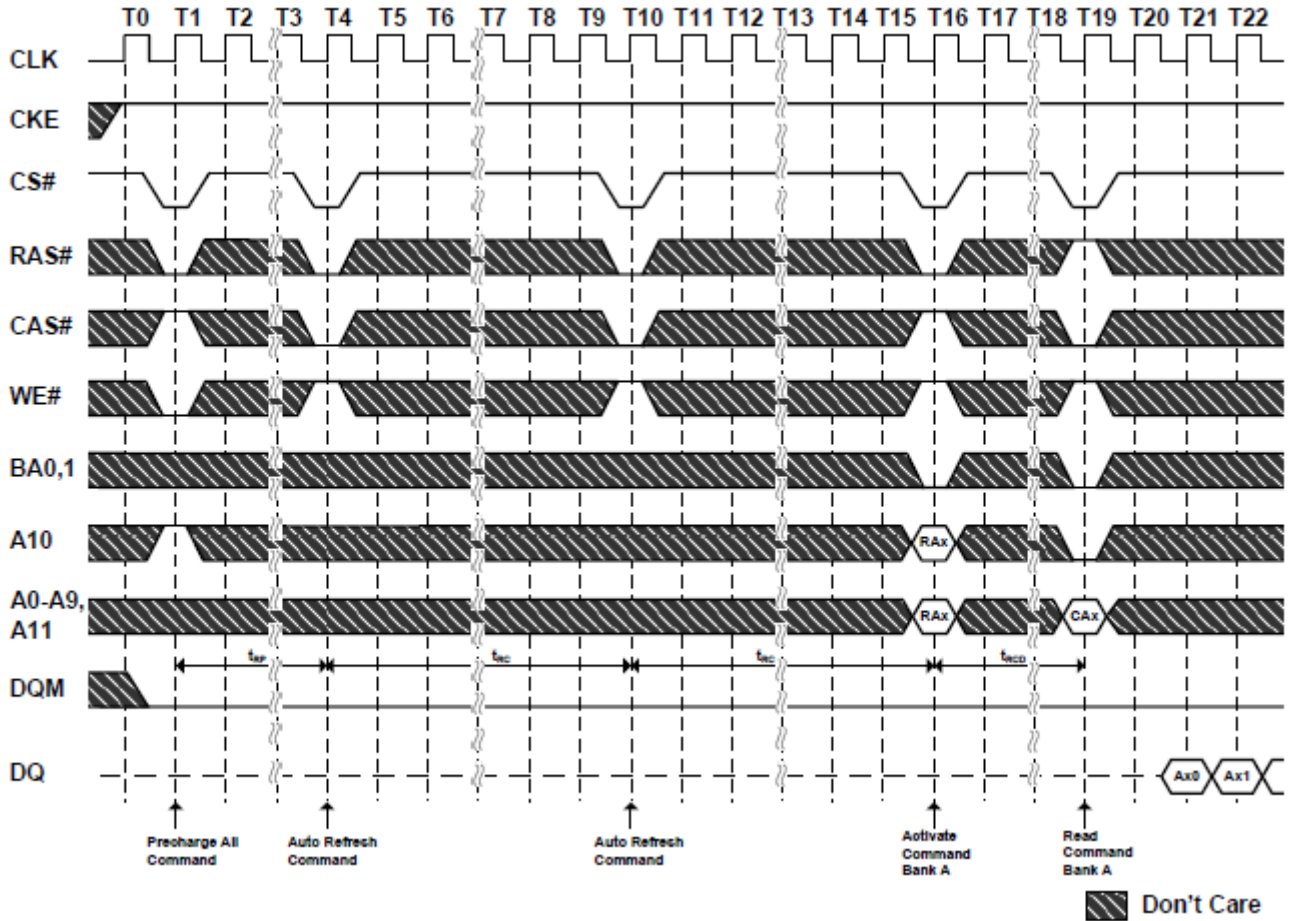 T0 T1 T2 T3 T4 T5 T6 T7 T8 T9 T10 T11 T12 T13 T14 T15 T16 T17 T18 T19 T20 T21 T22
CLK
CKE
CS#
RAS#
CAS#
WE#
BA0,1
A10
RAx
A0-A9,
A11
RAx CAx
tRP tRC tRC tRCD
DQM
DQ
Ax0 Ax1
Precharge All
Command
Auto Refresh
Command
Auto Refresh
Command
Aotivate
Command
Bank A
Read
Command
Bank A
Don't Care